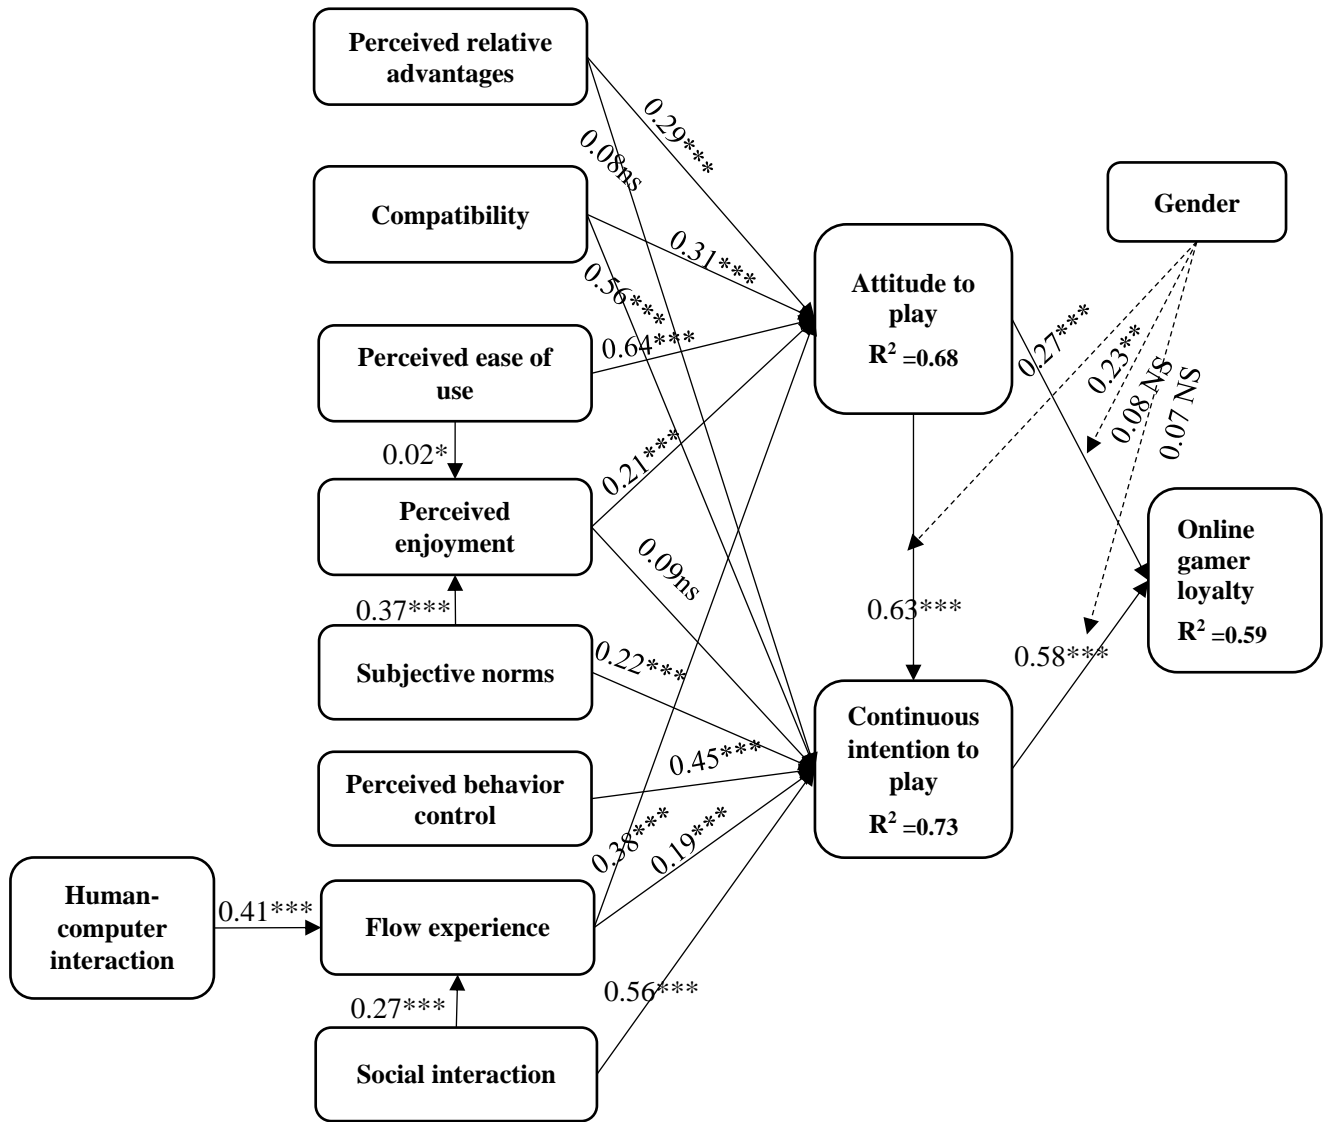 Perceived relative
advantages
0.29***
0.08ns
Compatibility
0.31***
0.56***
Gender
Attitude to
play
R² =0.68
Perceived ease of
use
0.64***
0.27***
0.23**
0.08 NS
0.07 NS
0.02*
0.21***
Perceived
enjoyment
0.09ns
Online
gamer
loyalty
R² =0.59
0.37***
0.63***
Subjective norms
0.22***
0.58***
Continuous
intention to
play
R² =0.73
Perceived behavior
control
0.45***
0.38***
0.19***
Human-
computer
interaction
0.41***
Flow experience
0.27***
0.56***
Social interaction